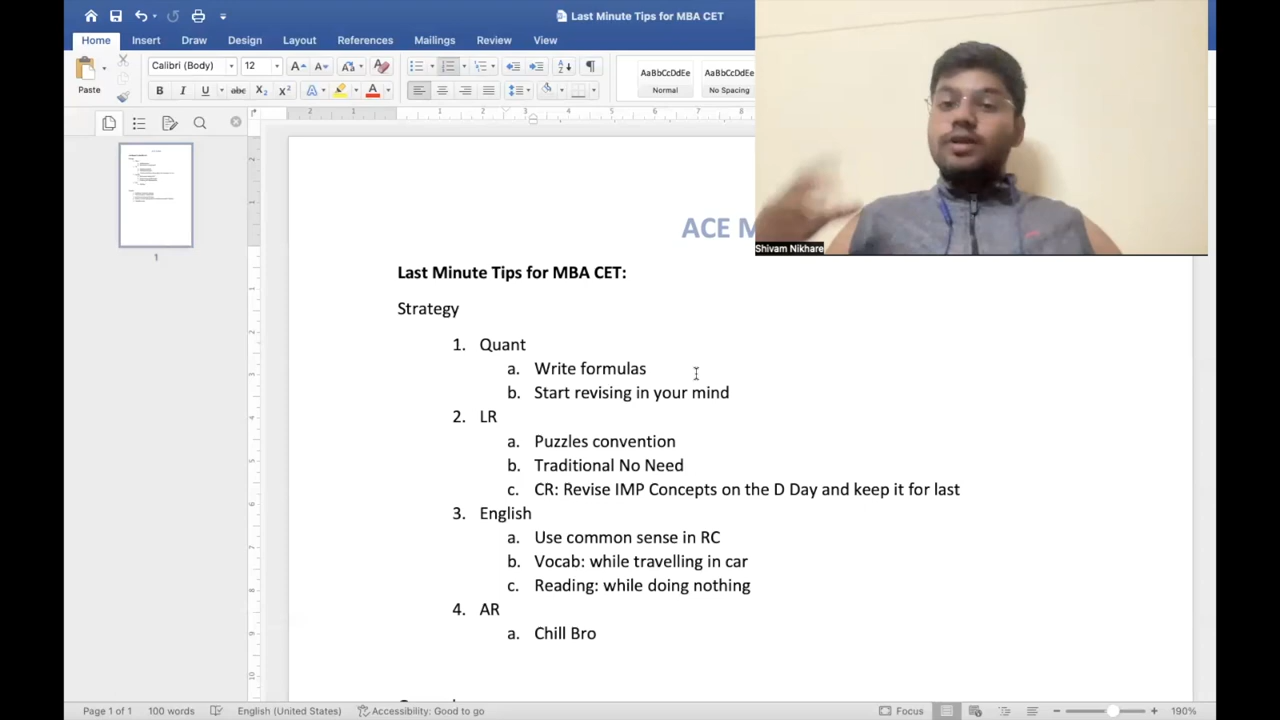 Last Minute Tips for MBA CET
Home Insert Draw Design Layout References Mailings Review View
Paste
Calibri (Body) 12
AaBbCcDdEe AaBbCcDdEe
Normal No Spacing
Shivam Nikhare
ACE M
Last Minute Tips for MBA CET:
Strategy
1. Quant
a. Write formulas
b. Start revising in your mind
2. LR
a. Puzzles convention
b. Traditional No Need
c. CR: Revise IMP Concepts on the D Day and keep it for last
3. English
a. Use common sense in RC
b. Vocab: while travelling in car
c. Reading: while doing nothing
4. AR
a. Chill Bro
1
Page 1 of 1 100 words English (United States) Accessibility: Good to go Focus 190%